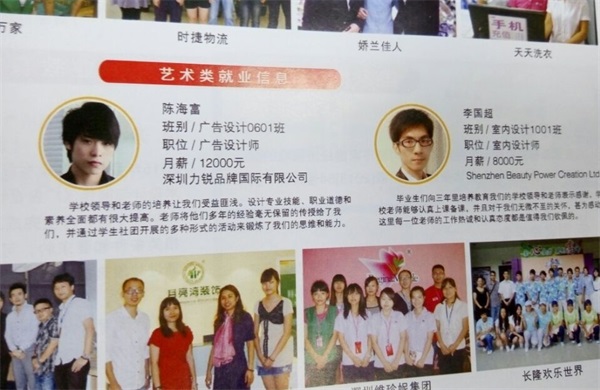 万家
时捷物流
娇兰佳人
手机
天天洗衣
艺术类就业信息
陈海富
班别/广告设计0601班
职位/广告设计师
月薪/12000元
深圳力锐品牌国际有限公司
李国超
班别/室内设计1001班
职位/室内设计师
月薪/8000元
Shenzhen Beauty Power Creation Ltd
学校领导和老师的培养让我们受益匪浅。设计专业技能、职业道德和
素养全面都有很大提高。老师将他们多年的经验毫无保留的传授给了我
们、并通过学生社团开展的多种形式的活动来锻炼了我们的思维和能力。
毕业生们向三年里培养教育我们的学校领导和老师表示感谢，
校老师能够认真上课备课，并且对于我们无微不至的关怀，甚为感动
这里每一位老师的工作热诚和认真态度都是值得我们钦佩的。
湾装饰
深圳维珍妮集团
长隆欢乐世界